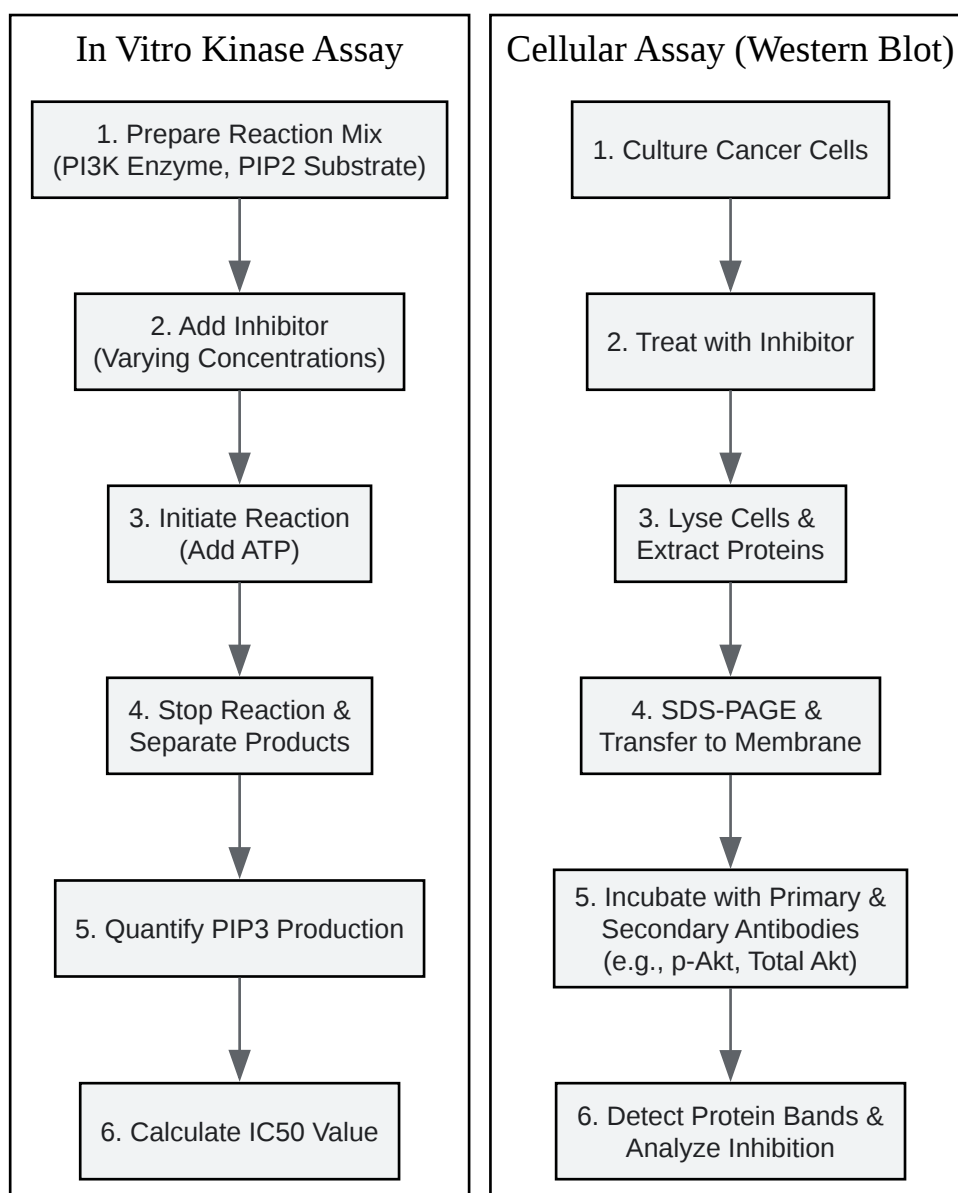 In Vitro Kinase Assay
1. Prepare Reaction Mix
(PI3K Enzyme, PIP2 Substrate)
2. Add Inhibitor
(Varying Concentrations)
3. Initiate Reaction
(Add ATP)
4. Stop Reaction &
Separate Products
5. Quantify PIP3 Production
6. Calculate IC50 Value
Cellular Assay (Western Blot)
1. Culture Cancer Cells
2. Treat with Inhibitor
3. Lyse Cells &
Extract Proteins
4. SDS-PAGE &
Transfer to Membrane
5. Incubate with Primary &
Secondary Antibodies
(e.g., p-Akt, Total Akt)
6. Detect Protein Bands &
Analyze Inhibition